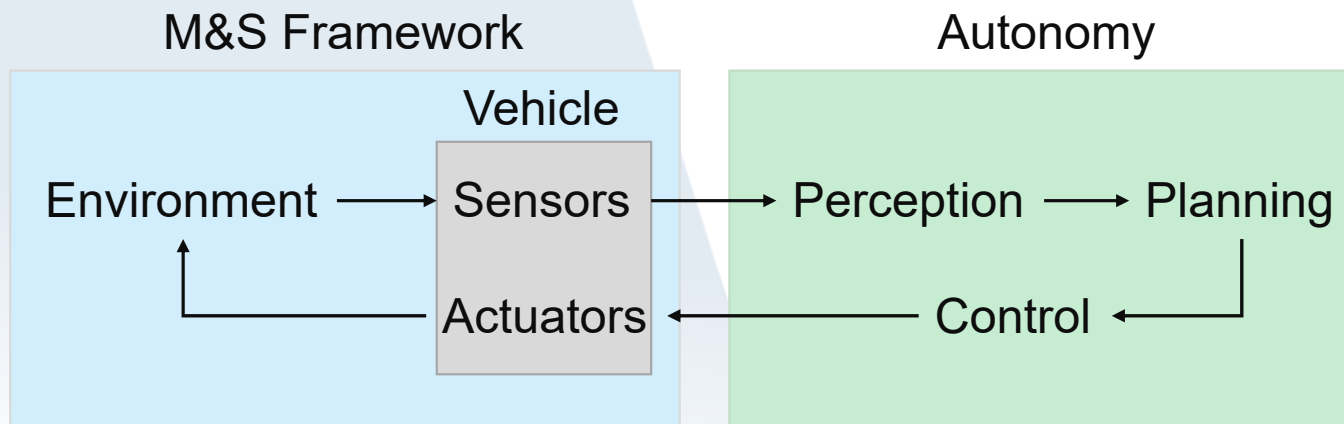 M&S Framework
Autonomy
Vehicle
Environment
Sensors
Perception
Planning
Actuators
Control